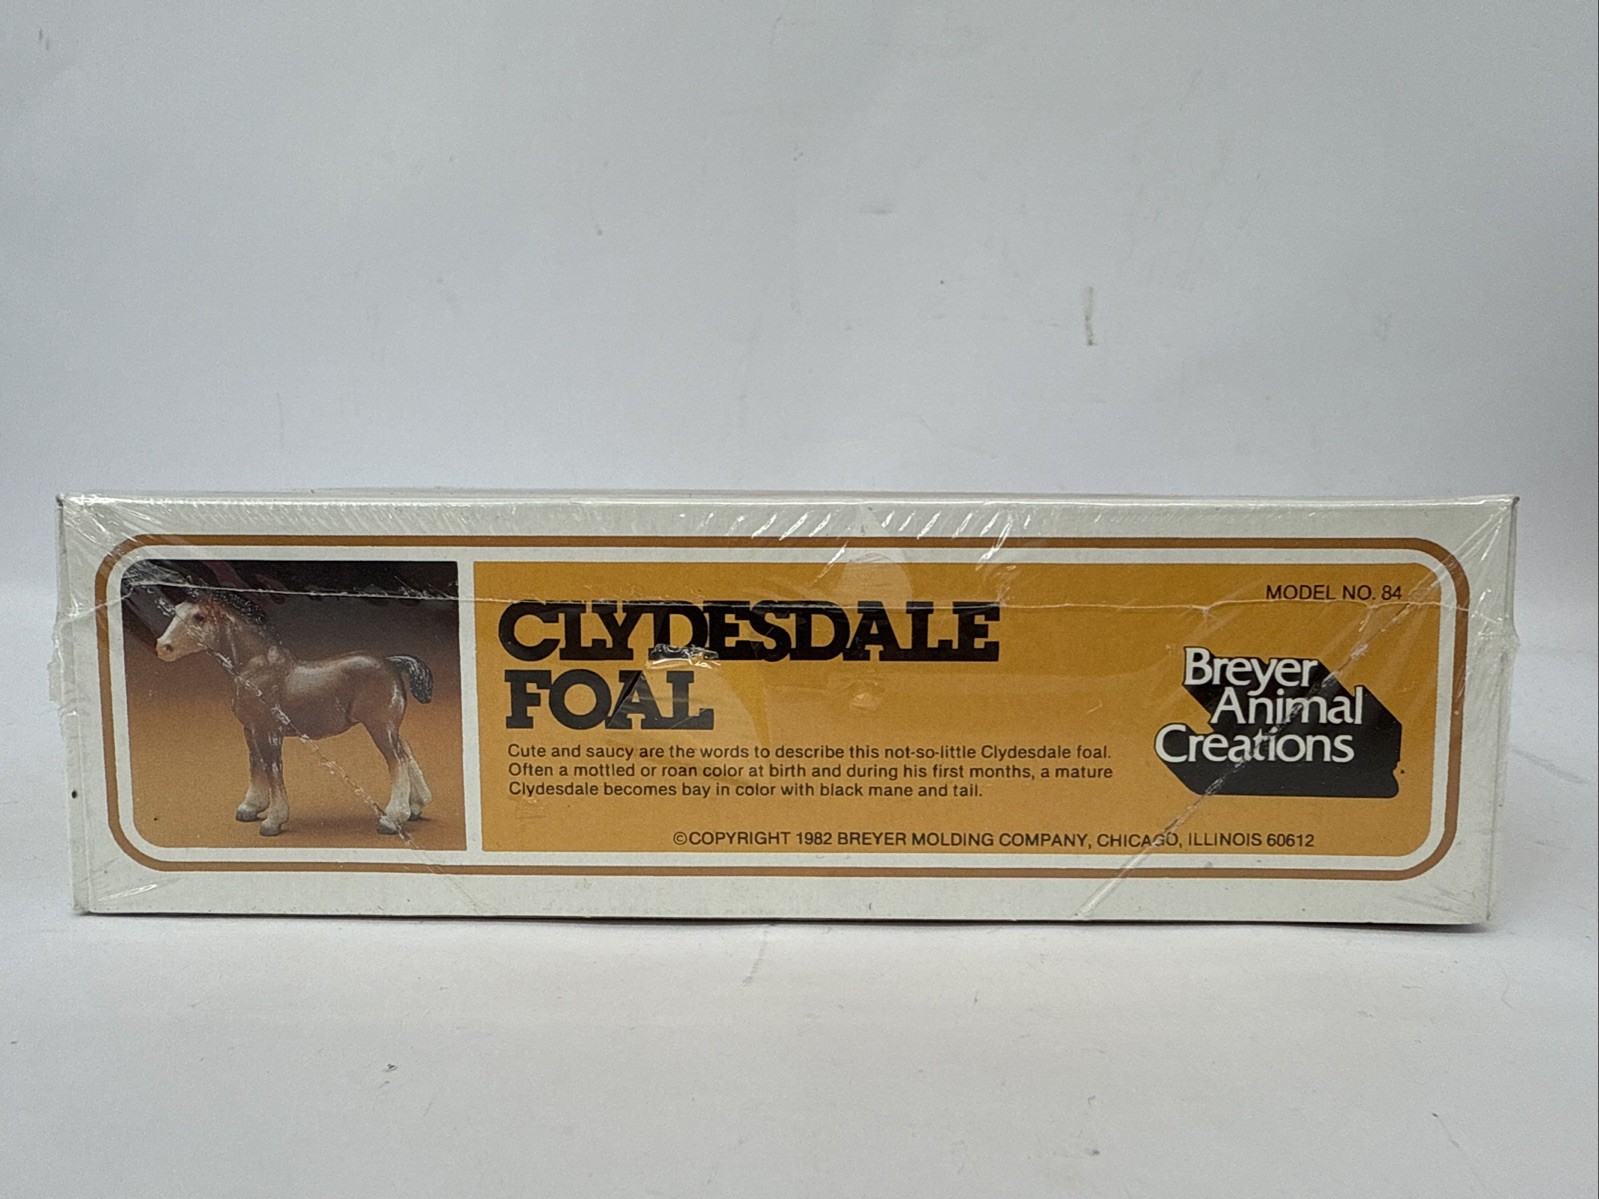 MODEL NO. 84
CLYDESDALE
FOAL
Cute and saucy are the words to describe this not-so-little Clydesdale foal.
Often a mottled or roan color at birth and during his first months, a mature
Clydesdale becomes bay in color with black mane and tail.
Breyer
Animal
Creations
©COPYRIGHT 1982 BREYER MOLDING COMPANY, CHICAGO, ILLINOIS 60612